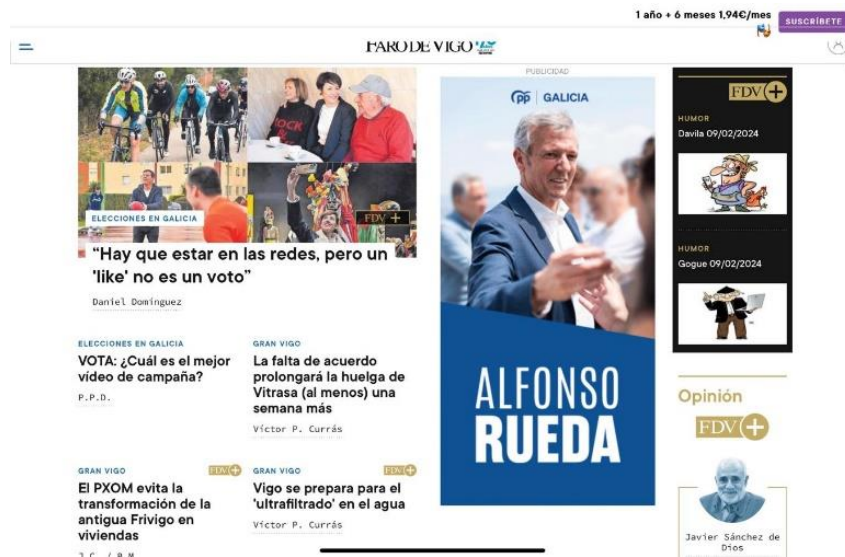 1 año + 6 meses 1,94€/mes
SUSCRÍBETE
FARO DE VIGO
PUBLICIDAD
ELECCIONES EN GALICIA
FDV +
“Hay que estar en las redes, pero un
'like' no es un voto”
Daniel Domínguez
ELECCIONES EN GALICIA
VOTA: ¿Cuál es el mejor
vídeo de campaña?
P.P.D.
GRAN VIGO
La falta de acuerdo
prolongará la huelga de
Vitrasa (al menos) una
semana más
Víctor P. Currás
GRAN VIGO
FDV +
El PXOM evita la
transformación de la
antigua Frivigo en
viviendas
J.C. / B.M.
GRAN VIGO
FDV +
Vigo se prepara para el
'ultrafiltrado' en el agua
Víctor P. Currás
pp GALICIA
ALFONSO
RUEDA
FDV +
HUMOR
Davila 09/02/2024
HUMOR
Gogue 09/02/2024
Opinión
FDV +
Javier Sánchez de
Dios